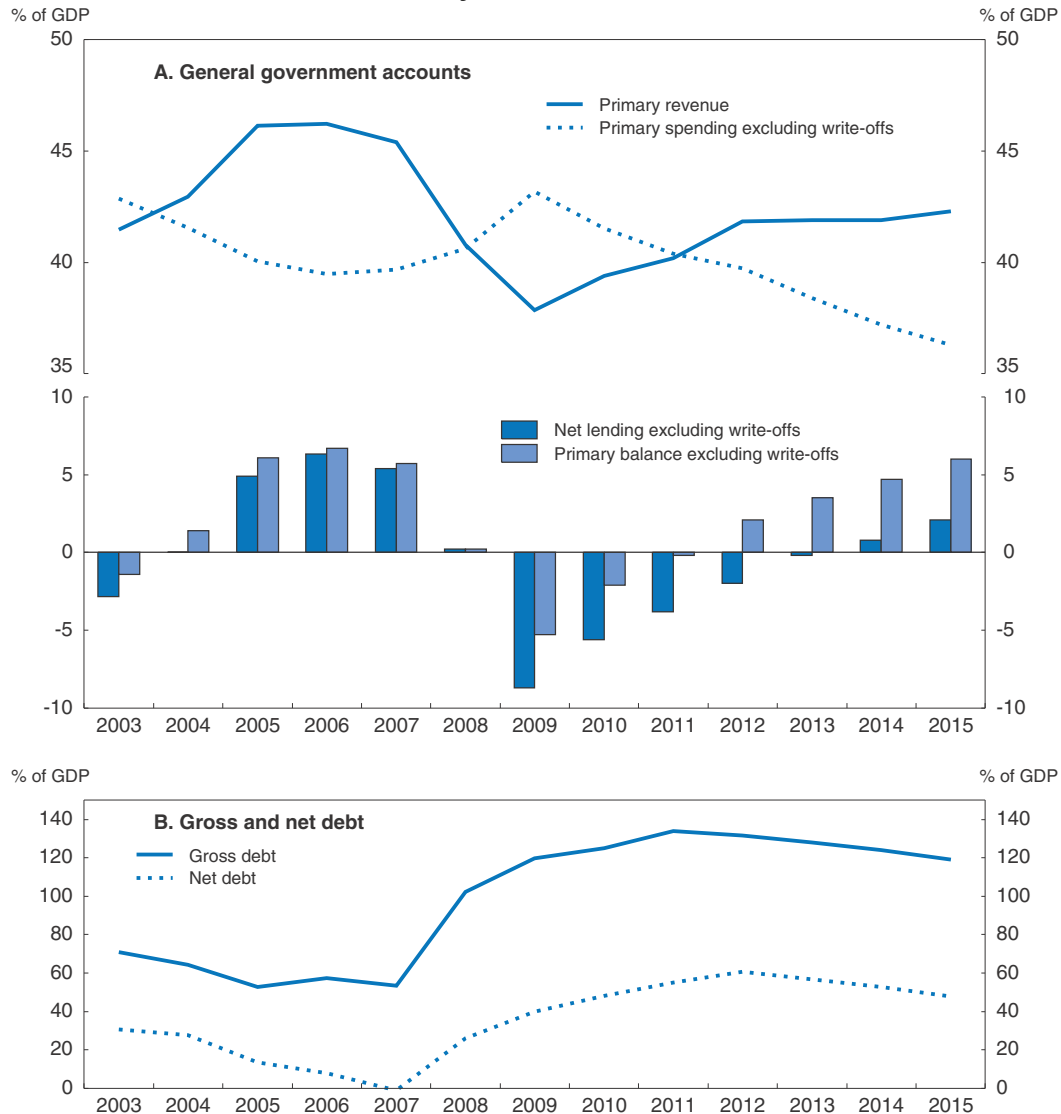 % of GDP % of GDP
50 50
A. General government accounts
Primary revenue
Primary spending excluding write-offs
45 45
40 40
35 35
10 10
Net lending excluding write-offs
Primary balance excluding write-offs
5 5
0 0
-5 -5
-10 -10
2003 2004 2005 2006 2007 2008 2009 2010 2011 2012 2013 2014 2015
% of GDP % of GDP
140 140
B. Gross and net debt
Gross debt
120 120
Net debt
100 100
80 80
60 60
40 40
20 20
0 0
2003 2004 2005 2006 2007 2008 2009 2010 2011 2012 2013 2014 2015